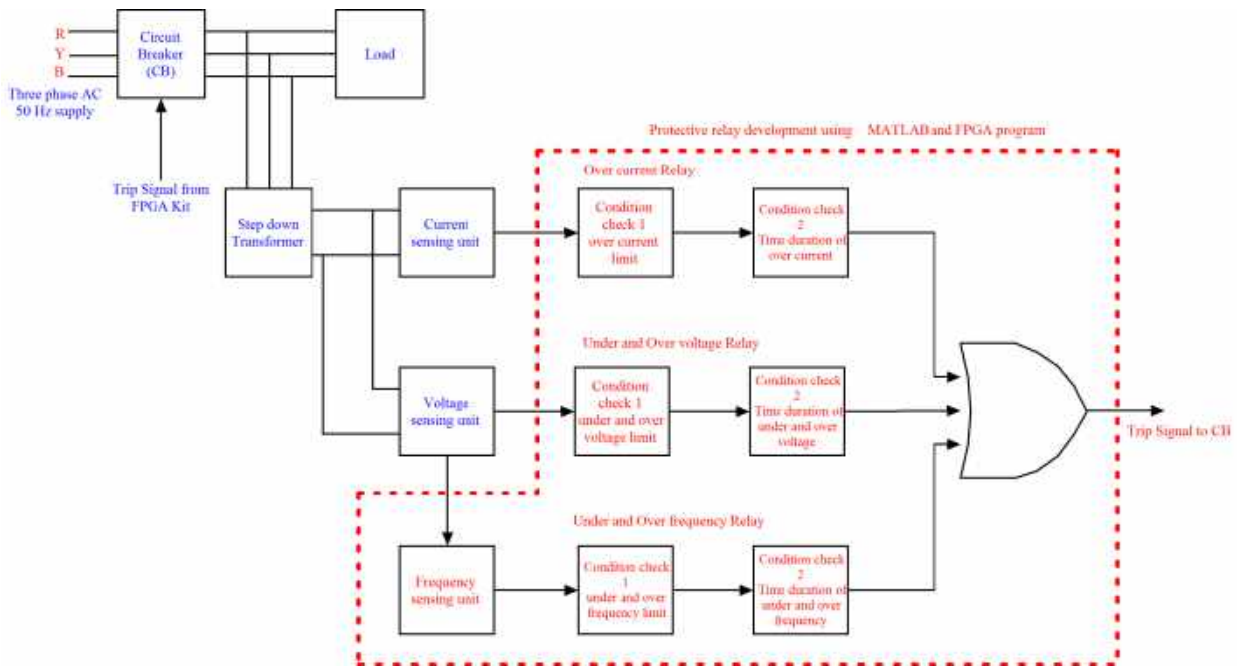 R
Y
B
Three phase AC
50 Hz supply
Circuit
Breaker
(CB)
Load
Trip Signal from
FPGA Kit
Step down
Transformer
Current
sensing unit
Protective relay development using MATLAB and FPGA program
Over current Relay
Condition
check 1
over current
limit
Condition check
2
Time duration of
over current
Under and Over voltage Relay
Voltage
sensing unit
Condition
check 1
under and over
voltage limit
Condition check
2
Time duration of
under and over
voltage
Trip Signal to CB
Under and Over frequency Relay
Frequency
sensing unit
Condition check
1
under and over
frequency limit
Condition check
2
Time duration of
under and over
frequency